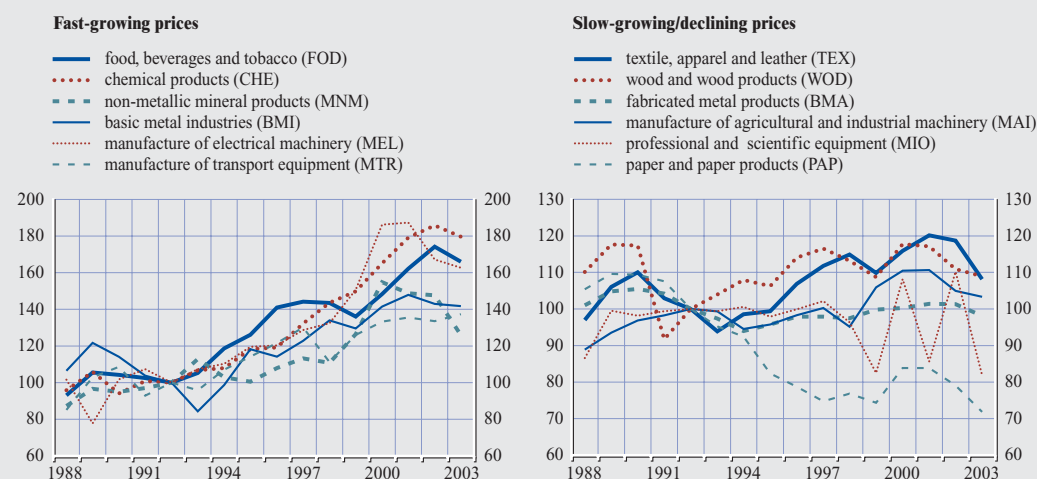 Fast-growing prices
food, beverages and tobacco (FOD)
chemical products (CHE)
non-metallic mineral products (MNM)
basic metal industries (BMI)
manufacture of electrical machinery (MEL)
manufacture of transport equipment (MTR)
200 200
180 180
160 160
140 140
120 120
100 100
80 80
60 60
1988 1991 1994 1997 2000 2003
Slow-growing/declining prices
textile, apparel and leather (TEX)
wood and wood products (WOD)
fabricated metal products (BMA)
manufacture of agricultural and industrial machinery (MAI)
professional and scientific equipment (MIO)
paper and paper products (PAP)
130 130
120 120
110 110
100 100
90 90
80 80
70 70
60 60
1988 1991 1994 1997 2000 2003